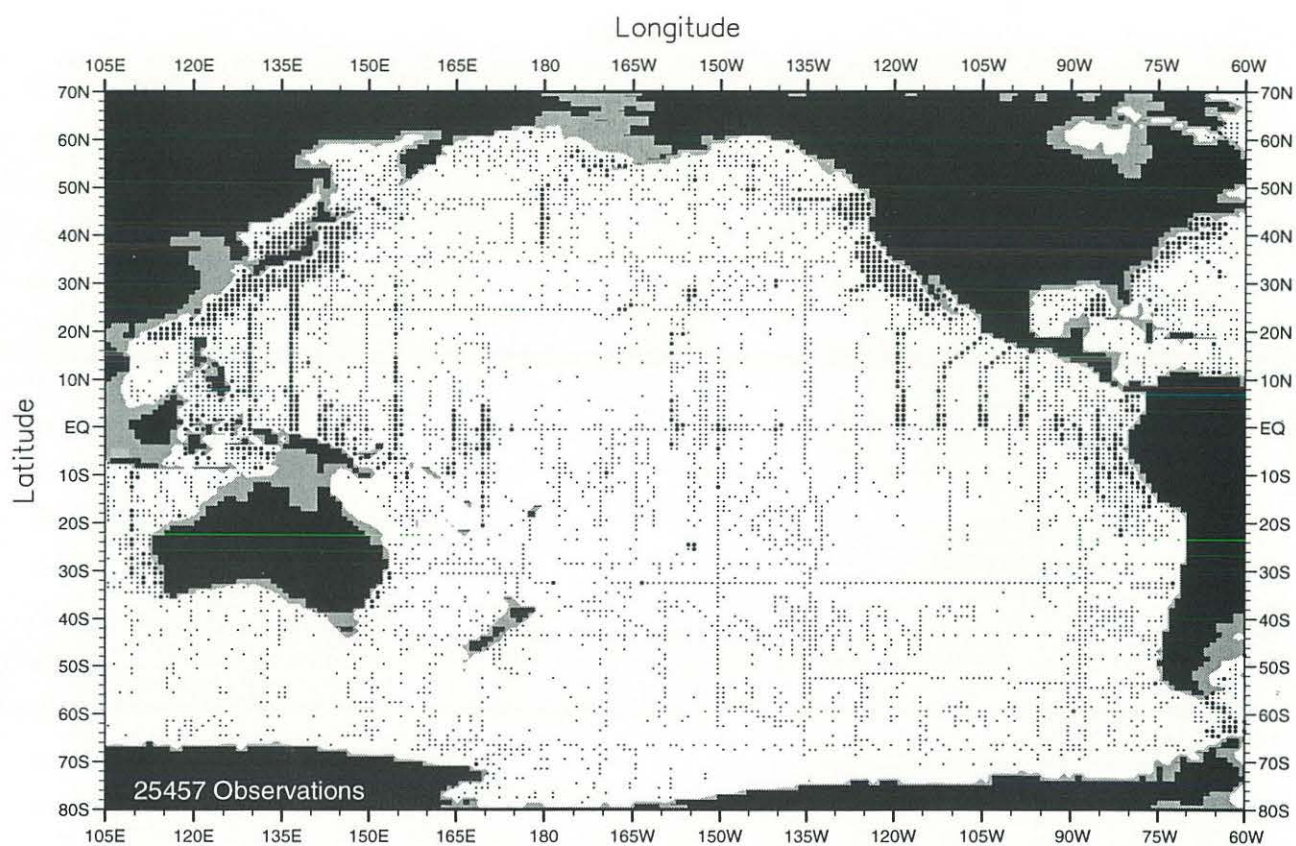 Longitude
105E 120E 135E 150E 165E 180 165W 150W 135W 120W 105W 90W 75W 60W
Latitude
70N 70N
60N 60N
50N 50N
40N 40N
30N 30N
20N 20N
10N 10N
EQ EQ
10S 10S
20S 20S
30S 30S
40S 40S
50S 50S
60S 60S
70S 70S
80S 80S
25457 Observations
105E 120E 135E 150E 165E 180 165W 150W 135W 120W 105W 90W 75W 60W